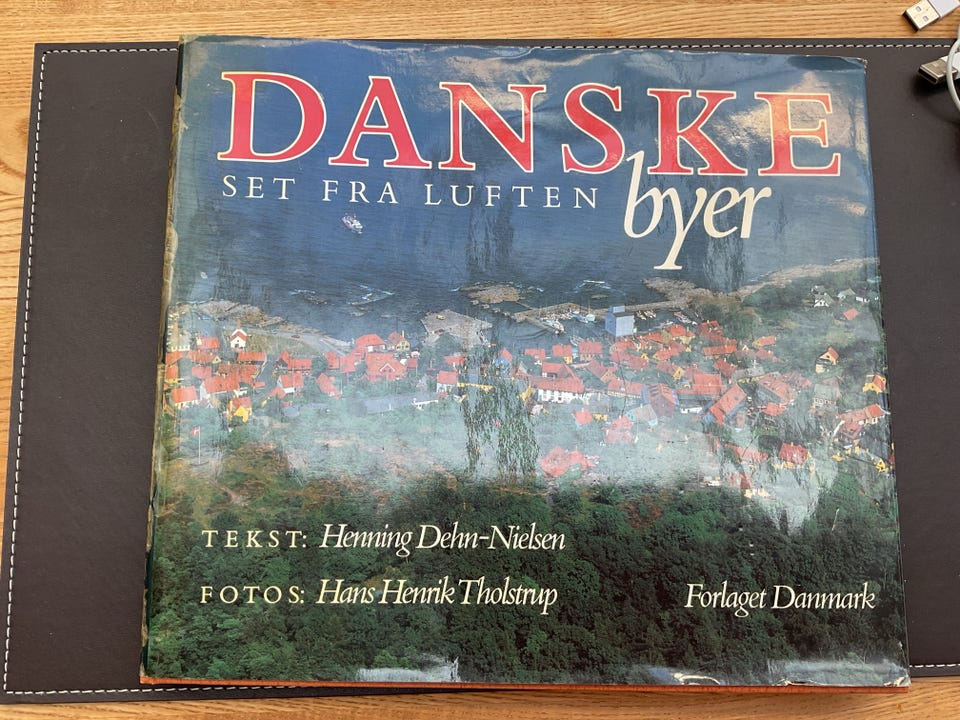 DANSKE
byer
SET FRA LUFTEN
TEKST: Henning Dehn-Nielsen
FOTOS: Hans Henrik Tholstrup
Forlaget Danmark